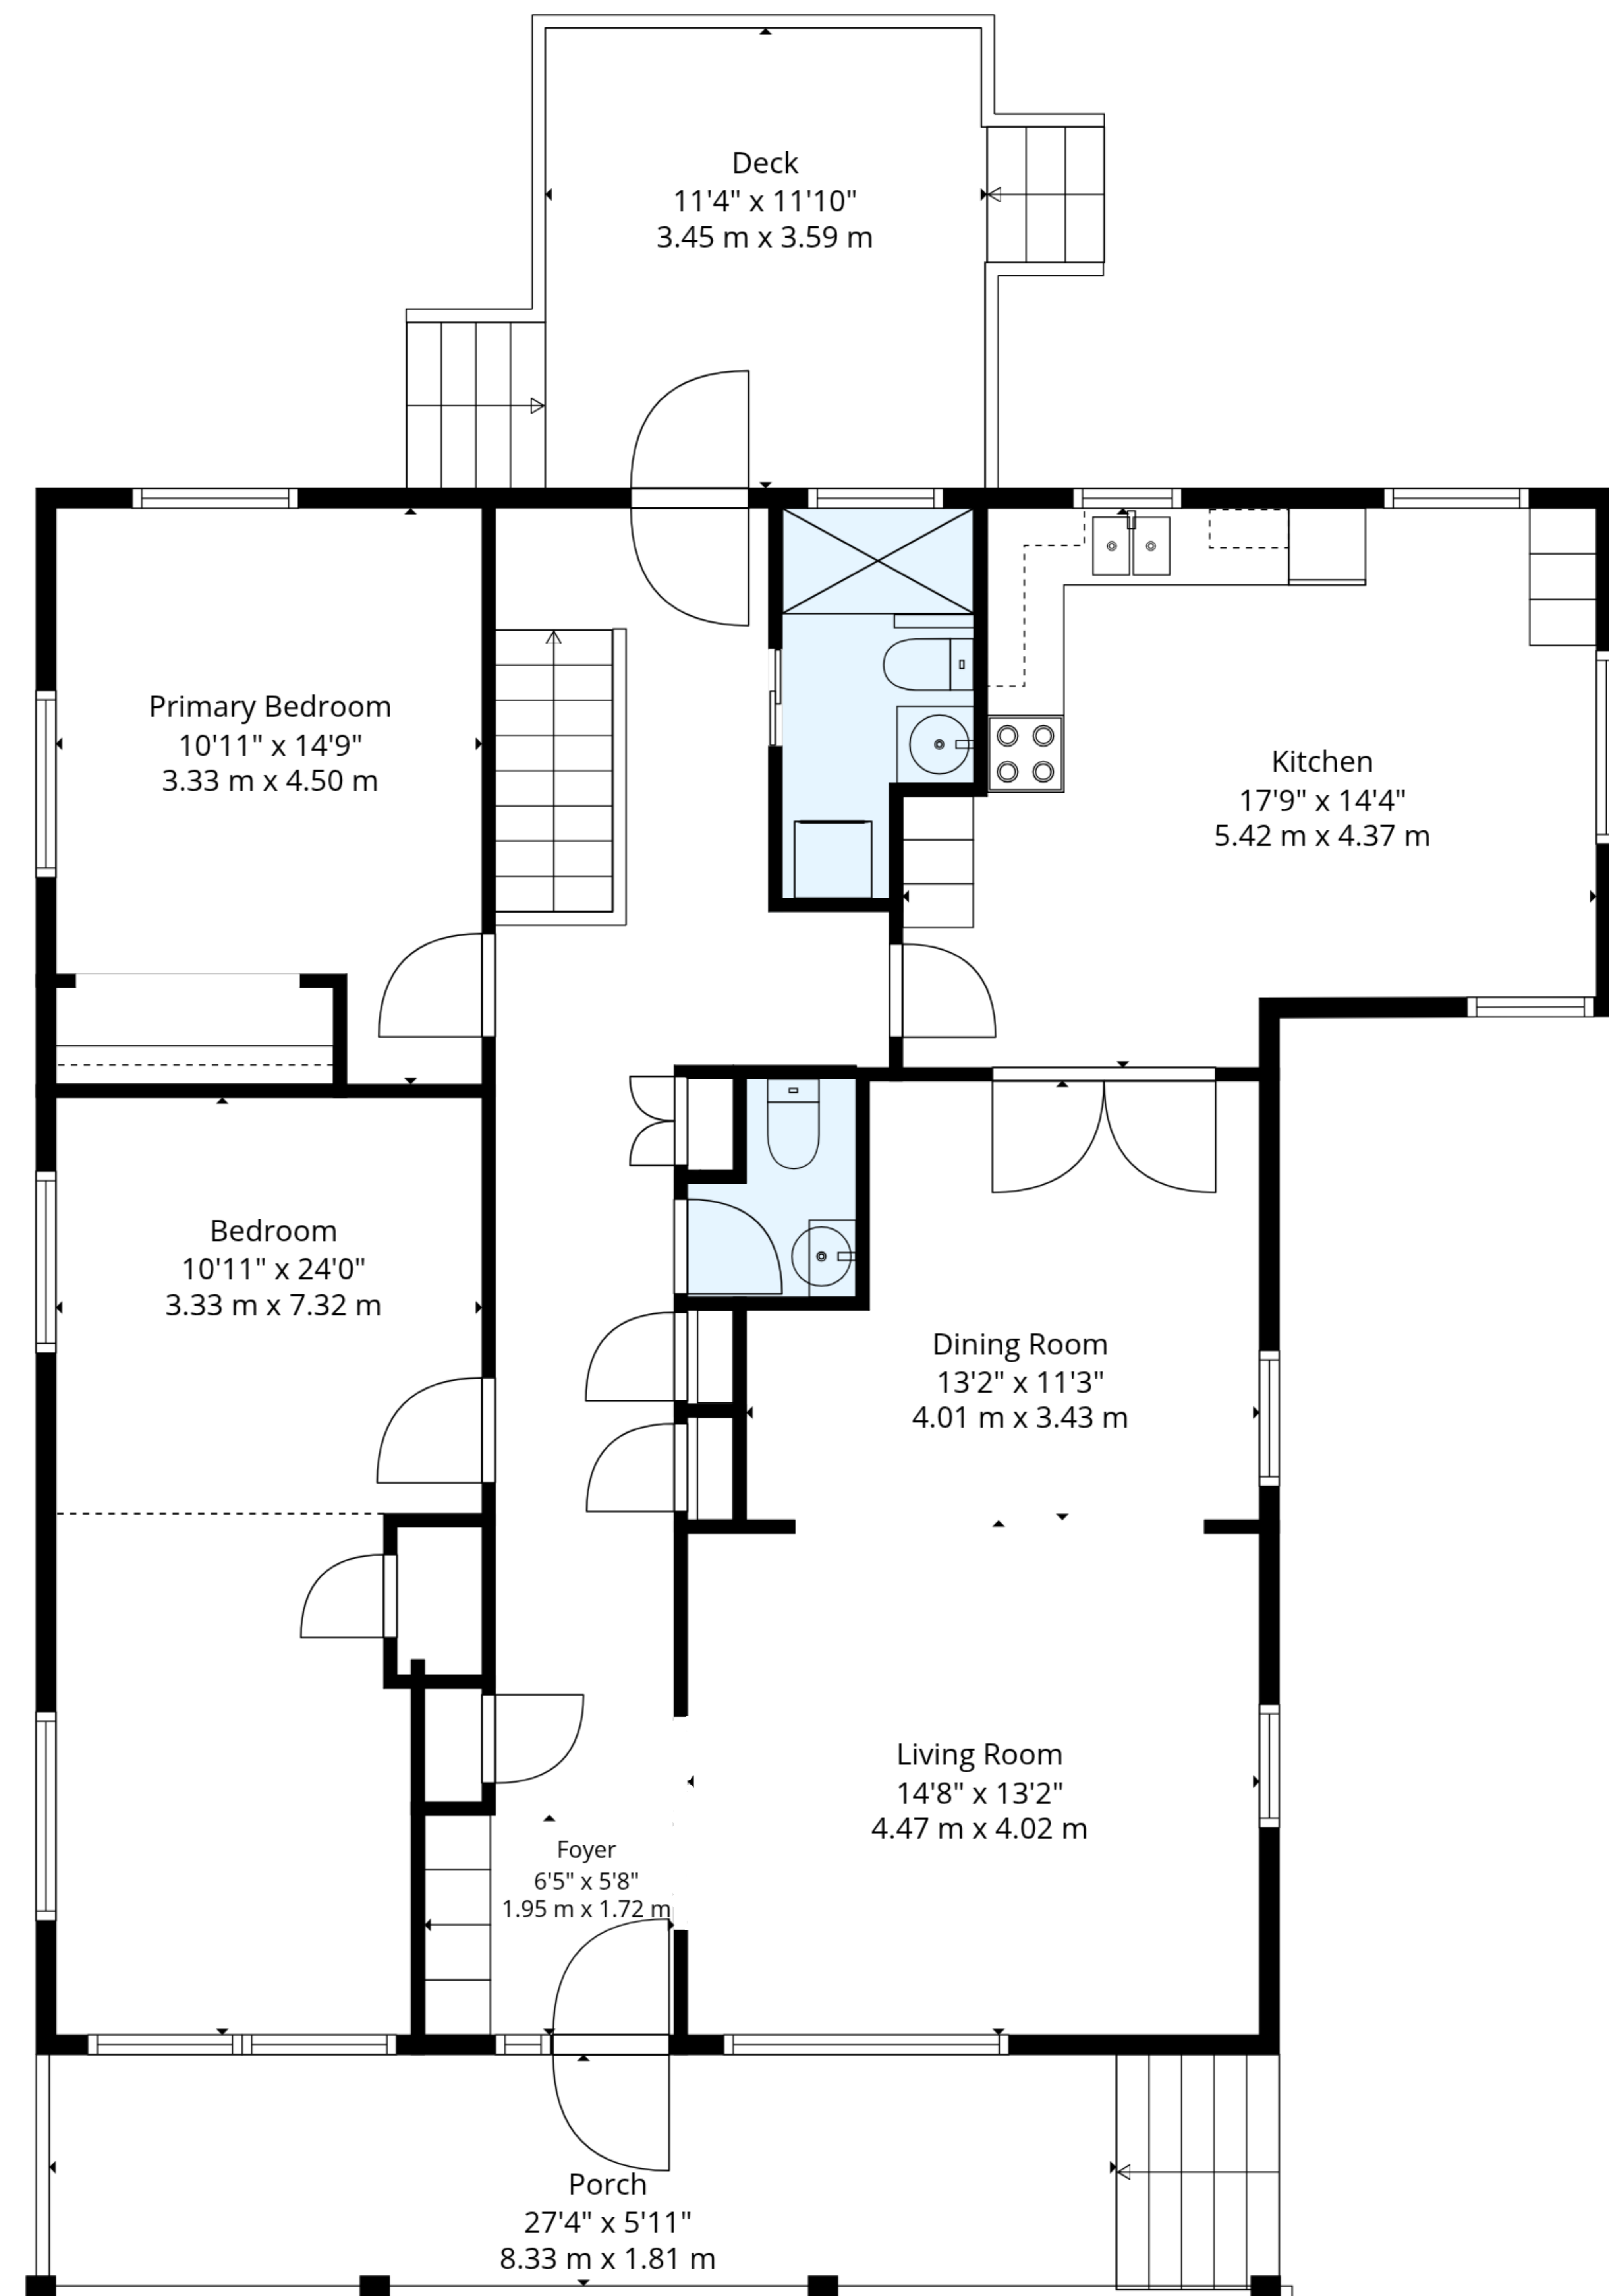 Deck
11'4" x 11'10"
3.45 m x 3.59 m
Primary Bedroom
10'11" x 14'9"
3.33 m x 4.50 m
Kitchen
17'9" x 14'4"
5.42 m x 4.37 m
Bedroom
10'11" x 24'0"
3.33 m x 7.32 m
Dining Room
13'2" x 11'3"
4.01 m x 3.43 m
Living Room
14'8" x 13'2"
4.47 m x 4.02 m
Foyer
6'5" x 5'8"
1.95 m x 1.72 m
Porch
27'4" x 5'11"
8.33 m x 1.81 m